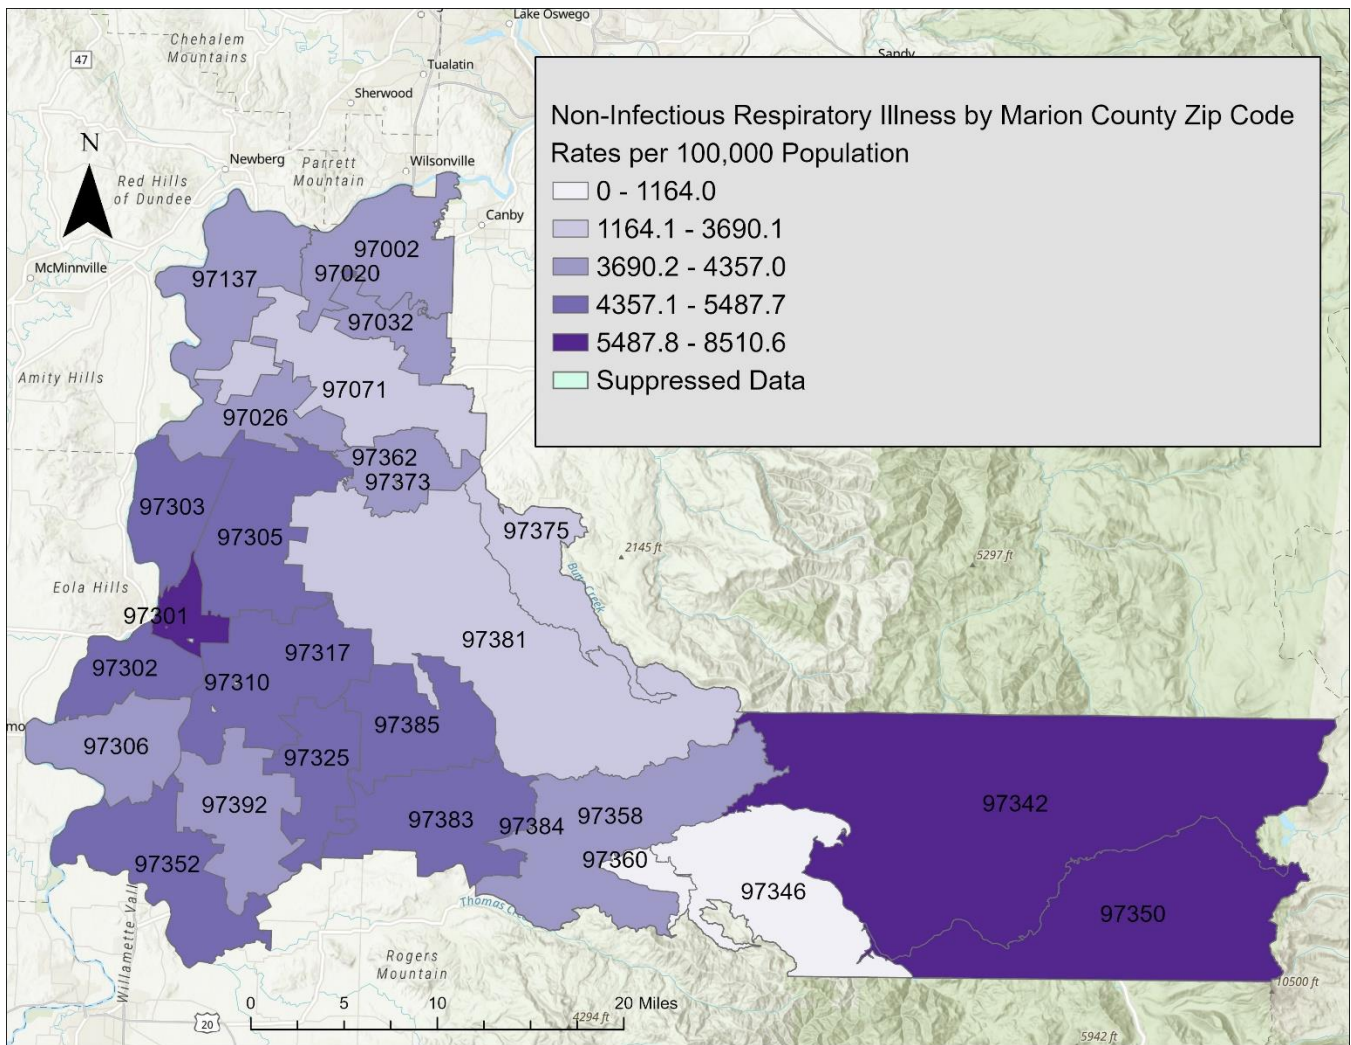 Lake Oswego
Chehalem
Mountains
47
Tualatin
Sandy
Sherwood
N
Newberg
Parrett
Mountain
Wilsonville
Red Hills
of Dundee
Canby
McMinnville
Non-Infectious Respiratory Illness by Marion County Zip Code
Rates per 100,000 Population
0 - 1164.0
1164.1 - 3690.1
3690.2 - 4357.0
4357.1 - 5487.7
5487.8 - 8510.6
Suppressed Data
97002
97020
97137
97032
Amity Hills
97071
97026
97362
97373
97303
97375
97305
2145 ft
5297 ft
Eola Hills
Butte Creek
97301
97381
97317
97302
97310
97385
mo
97306
97325
97342
97392
97383
97384
97358
97352
97360
97346
97350
Willamette Vall
Thomas Cre
Rogers
Mountain
10500 ft
0 5 10 20 Miles
20
4294 ft
5942 ft